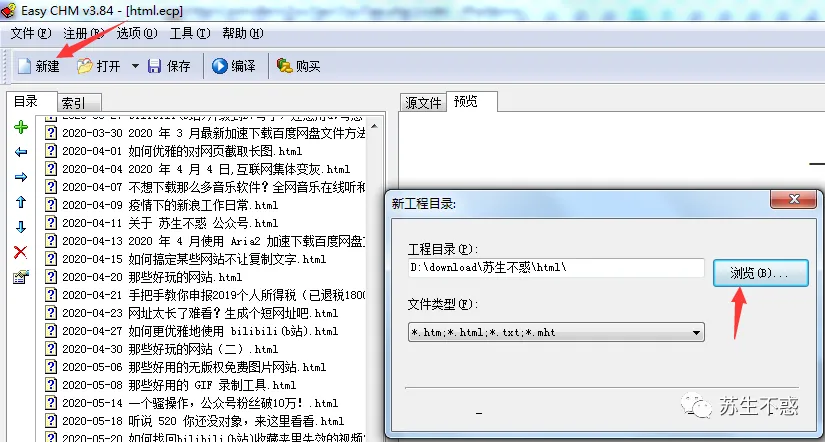 Easy CHM v3.84 - [html.ecp]
文件(F) 注册(R) 选项(O) 工具(T) 帮助(H)
新建 打开 保存 编译 购买
目录 索引
源文件 预览
2020-03-30 2020 年 3 月最新加速下载百度网盘文件方法
2020-04-01 如何优雅的对网页截取长图.html
2020-04-04 2020 年 4 月 4 日,互联网集体变灰.html
2020-04-07 不想下载那么多音乐软件？全网音乐在线听和
2020-04-09 疫情下的新浪工作日常.html
2020-04-11 关于 苏生不惑 公众号.html
2020-04-13 2020 年 4 月使用 Aria2 加速下载百度网盘
2020-04-15 如何搞定某些网站不让复制文字.html
2020-04-20 那些好玩的网站.html
2020-04-21 手把手教你申报2019个人所得税（已退税1800
2020-04-23 网址太长了难看？生成个短网址吧.html
2020-04-27 如何更优雅地使用 bilibili(b站).html
2020-04-30 那些好玩的网站（二）.html
2020-05-06 那些好用的无版权免费图片网站.html
2020-05-08 那些好用的 GIF 录制工具.html
2020-05-14 一个骚操作，公众号粉丝破10万！.html
2020-05-18 听说 520 你还没对象，来这里看看.html
2020-05-20 如何找回bilibili(b站)收藏夹里失效的视频
新工程目录:
工程目录(P):
D:\download\苏生不惑\html\
浏览(B)...
文件类型(F):
*.htm;*.html;*.txt;*.mht
苏生不惑